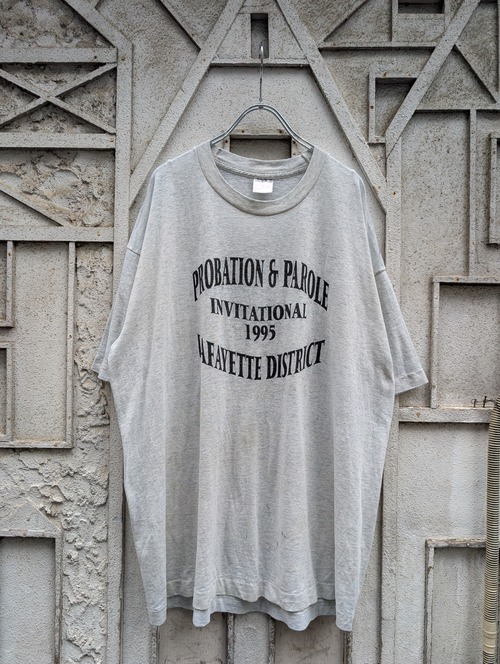 PROBATION & PAROLE
INVITATIONAL
1995
LAFAYETTE DISTRICT